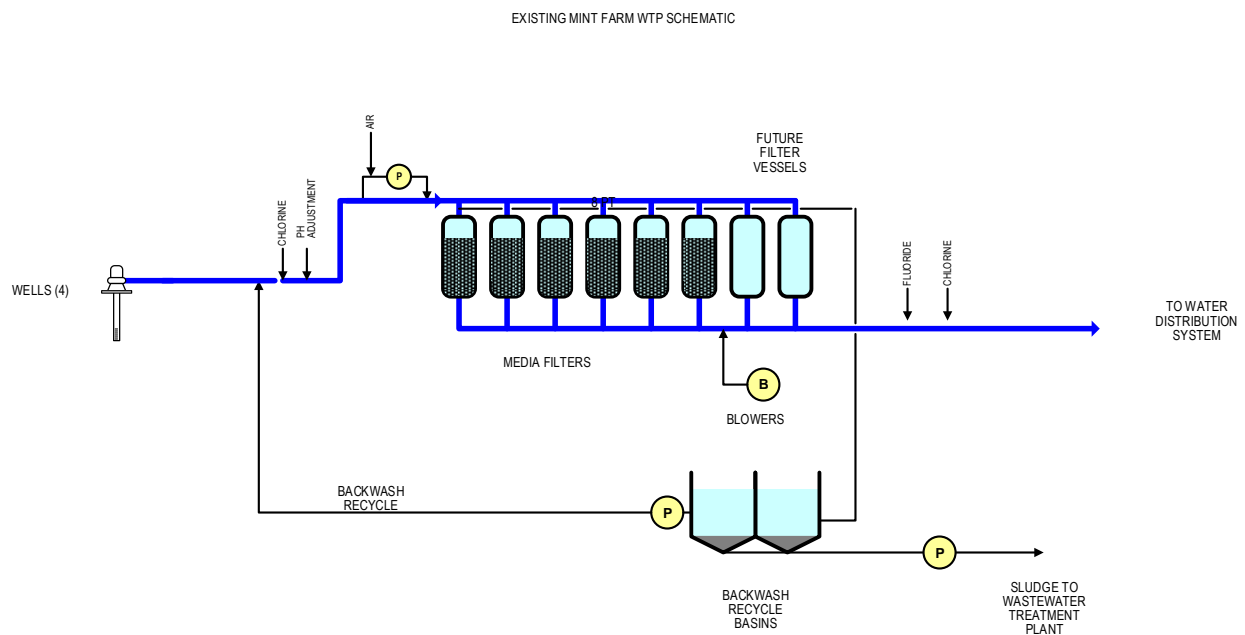 EXISTING MINT FARM WTP SCHEMATIC
AIR
P
FUTURE
FILTER
VESSELS
CHLORINE
PH
ADJUSTMENT
WELLS (4)
FLUORIDE
CHLORINE
TO WATER
DISTRIBUTION
SYSTEM
MEDIA FILTERS
B
BLOWERS
BACKWASH
RECYCLE
P
P
BACKWASH
RECYCLE
BASINS
SLUDGE TO
WASTEWATER
TREATMENT
PLANT